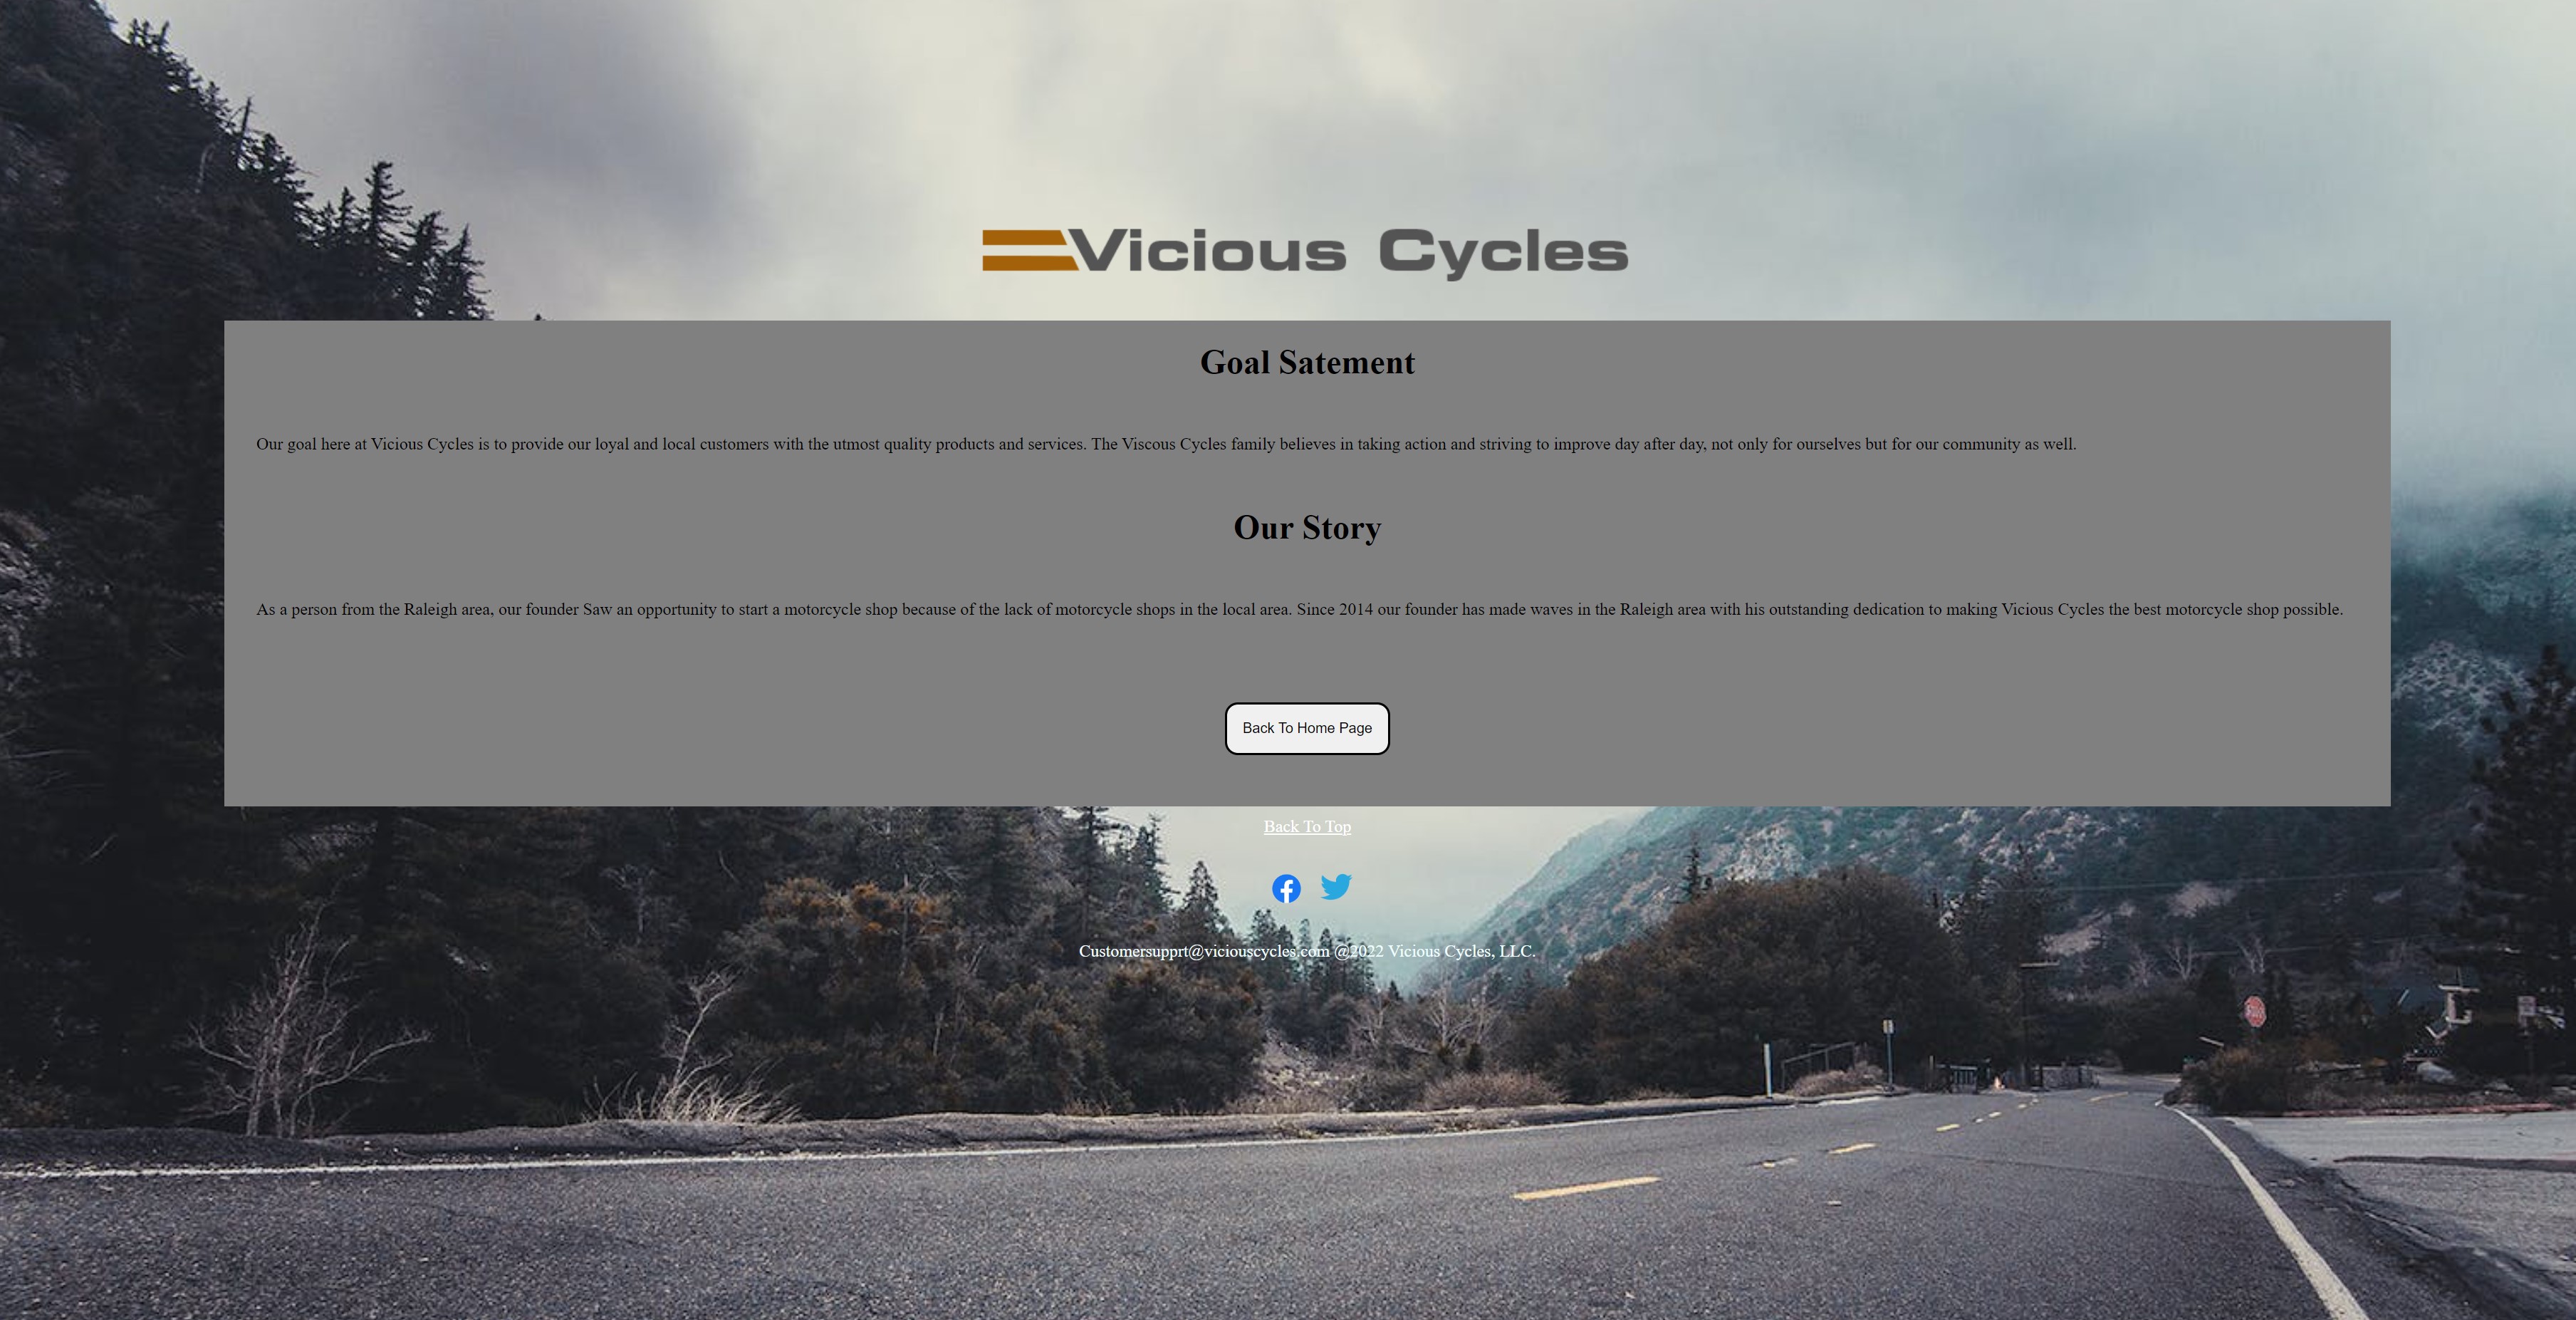 Vicious Cycles
Goal Satement
Our goal here at Vicious Cycles is to provide our loyal and local customers with the utmost quality products and services. The Viscous Cycles family believes in taking action and striving to improve day after day, not only for ourselves but for our community as well.
Our Story
As a person from the Raleigh area, our founder Saw an opportunity to start a motorcycle shop because of the lack of motorcycle shops in the local area. Since 2014 our founder has made waves in the Raleigh area with his outstanding dedication to making Vicious Cycles the best motorcycle shop possible.
Back To Home Page
Back To Top
Customersupprt@viciouscycles.com @2022 Vicious Cycles, LLC.